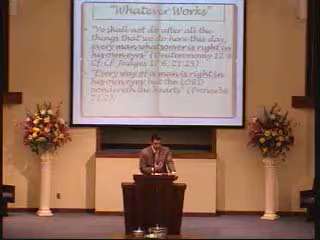 "Whatever Works"
"Ye shall not do after all the
things that we do here this day,
every man whatsoever is right in
his own eyes" (Deuteronomy 12:8
Cf. Judges 17:6, 21:25)
"Every way of a man is right in
his own eyes: but the LORD
pondereth the hearts" (Proverbs
21:2)